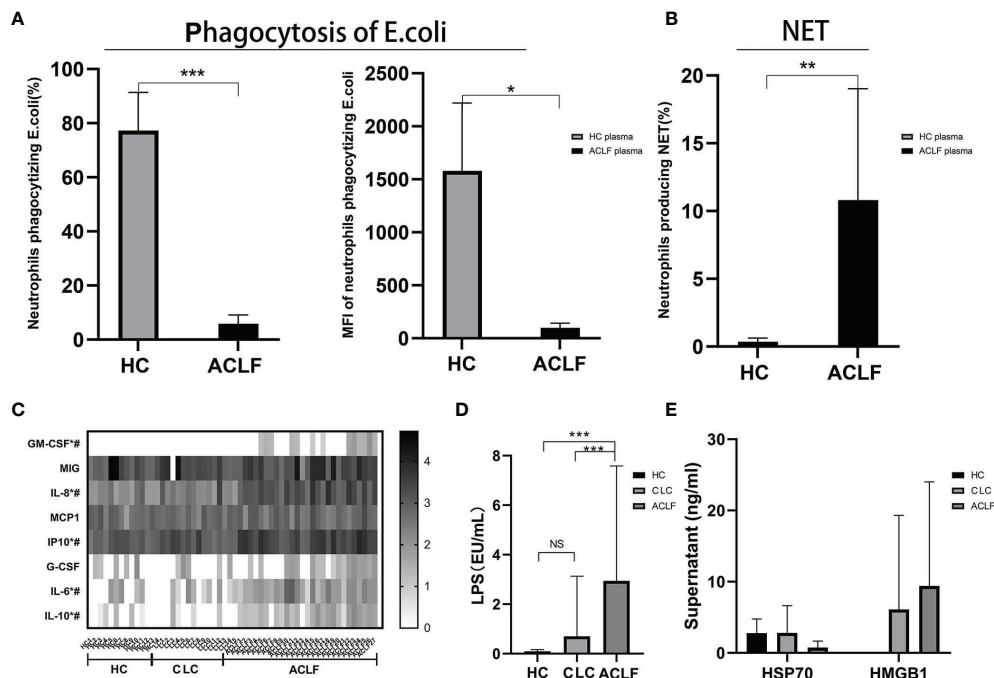 A
Phagocytosis of E.coli
Neutrophils phagocytizing E.coli(%)
100
80
60
40
20
0
***
HC
ACLF
MFI of neutrophils phagocytizing E.coli
2500
2000
1500
1000
500
0
*
HC
ACLF
HC plasma
ACLF plasma
B
NET
Neutrophils producing NET(%)
20
15
10
5
0
**
HC
ACLF
HC plasma
ACLF plasma
C
GM-CSF*#
MIG
IL-8*#
MCP1
IP10*#
G-CSF
IL-6*#
IL-10*#
4
3
2
1
0
HC
CLC
ACLF
D
LPS(EU/mL)
8
6
4
2
0
***
***
NS
HC
CLC
ACLF
HC
CLC
ACLF
E
Supernatant (ng/ml)
30
20
10
0
HSP70
HMGB1
HC
CLC
ACLF